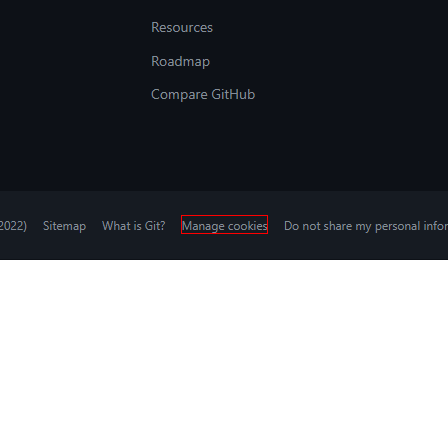 Resources
Roadmap
Compare GitHub
2022) Sitemap What is Git? Manage cookies Do not share my personal infor